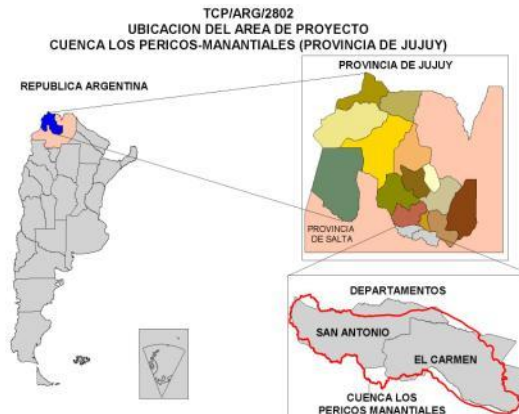 TCP/ARG/2802
UBICACION DEL AREA DE PROYECTO
CUENCA LOS PERICOS-MANANTIALES (PROVINCIA DE JUJUY)
REPUBLICA ARGENTINA
PROVINCIA DE JUJUY
PROVINCIA
DE SALTA
DEPARTAMENTOS
SAN ANTONIO
EL CARMEN
CUENCA LOS
PERICOS MANANTIALES